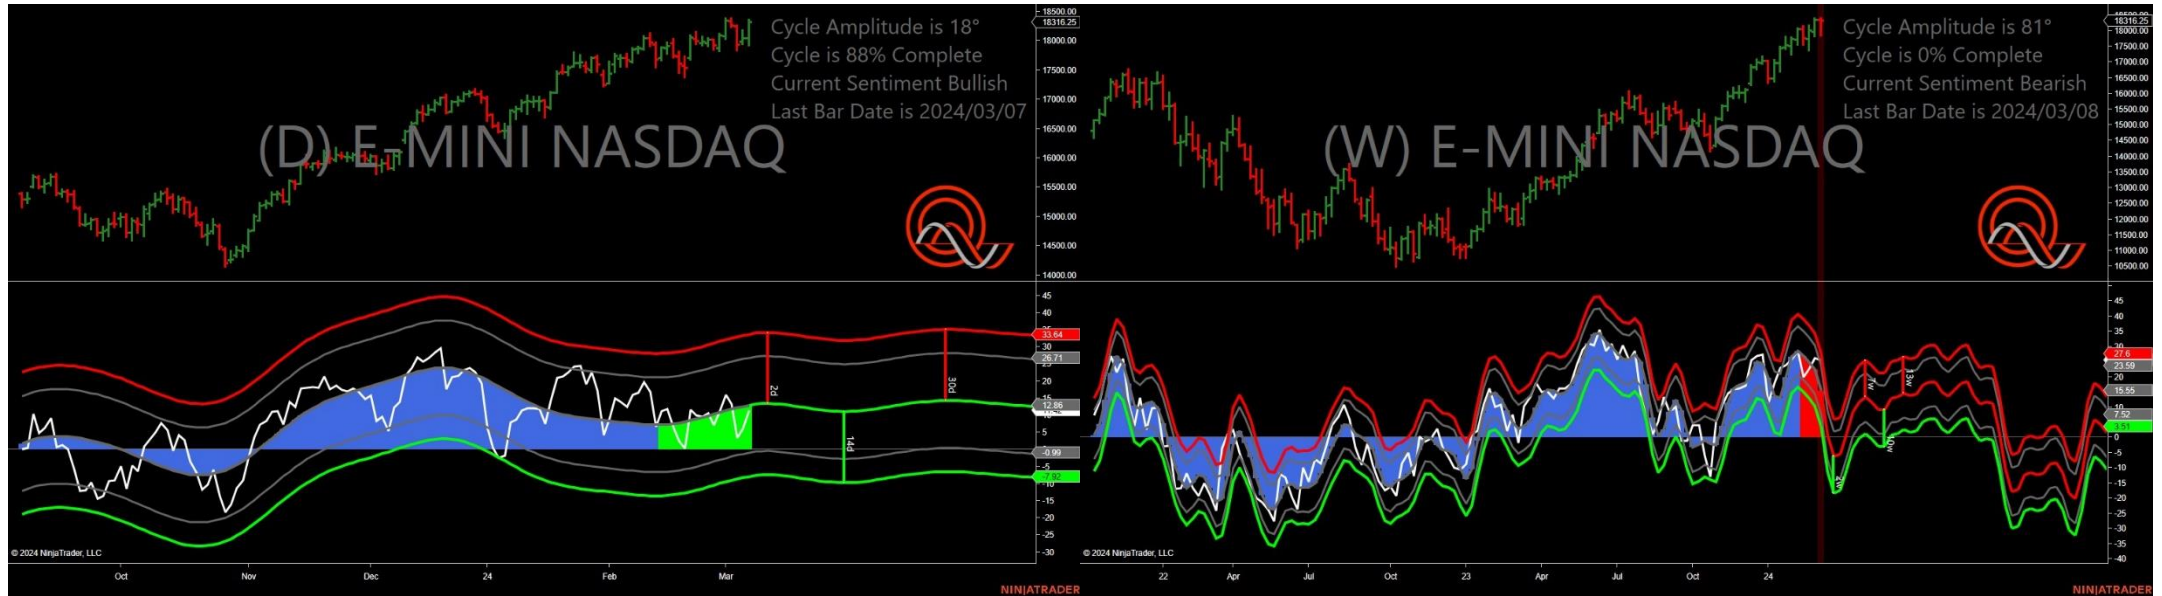 Cycle Amplitude is 18°
Cycle is 88% Complete
Current Sentiment Bullish
Last Bar Date is 2024/03/07
(D) E-MINI NASDAQ
18500.00
18316.25
18000.00
17500.00
17000.00
16500.00
16000.00
15500.00
15000.00
14500.00
14000.00
45
40
33.64
30
26.71
20
15
12.86
5
-0.99
-5
-7.92
-10
-15
-20
-25
-30
2d
14d
30d
© 2024 NinjaTrader, LLC
Oct
Nov
Dec
24
Feb
Mar
NINJATRADER
Cycle Amplitude is 81°
Cycle is 0% Complete
Current Sentiment Bearish
Last Bar Date is 2024/03/08
(W) E-MINI NASDAQ
18316.25
18000.00
17500.00
17000.00
16500.00
16000.00
15500.00
15000.00
14500.00
14000.00
13500.00
13000.00
12500.00
12000.00
11500.00
11000.00
10500.00
45
40
35
30
27.6
23.59
20
15.55
10
7.52
3.51
0
-5
-10
-15
-20
-25
-30
-35
-40
7w
13w
10w
© 2024 NinjaTrader, LLC
22
Apr
Jul
Oct
23
Apr
Jul
Oct
24
NINJATRADER